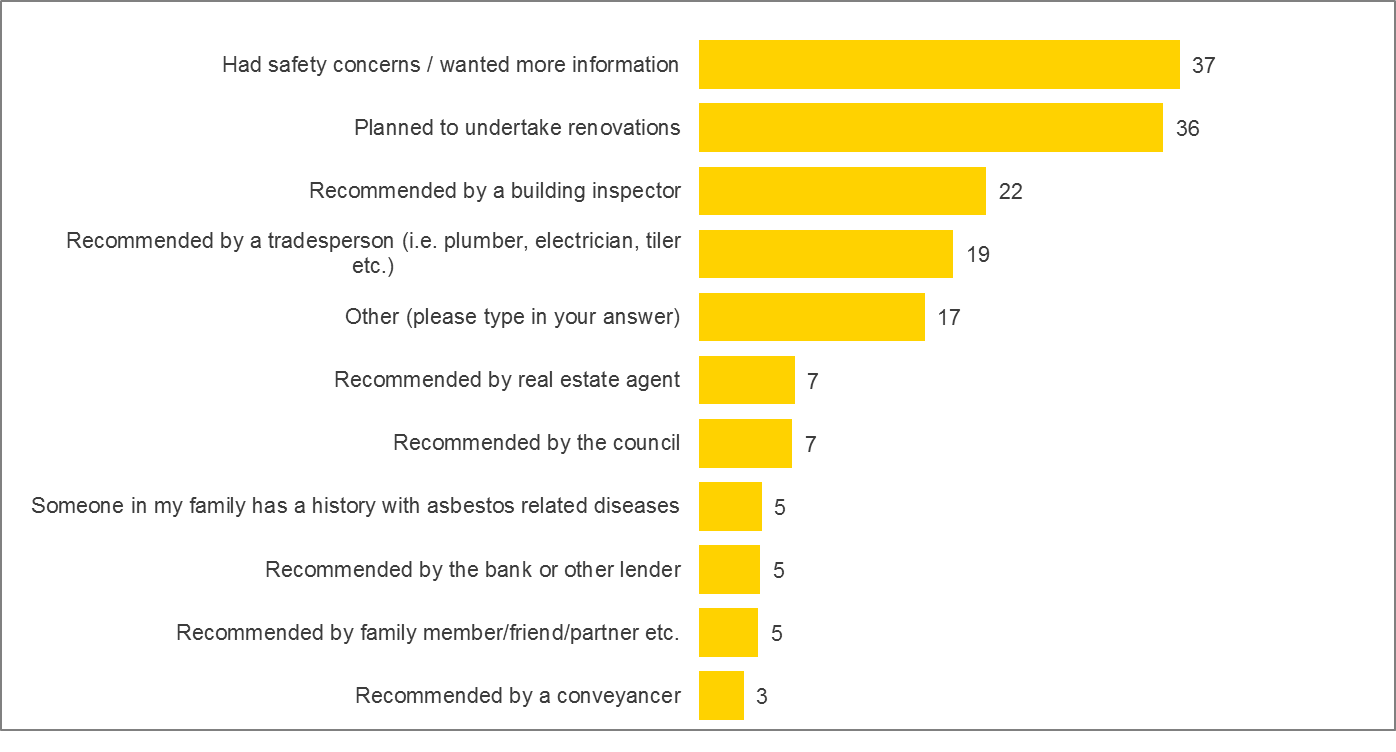 Had safety concerns / wanted more information 37
Planned to undertake renovations 36
Recommended by a building inspector 22
Recommended by a tradesperson (i.e. plumber, electrician, tiler
etc.) 19
Other (please type in your answer) 17
Recommended by real estate agent 7
Recommended by the council 7
Someone in my family has a history with asbestos related diseases 5
Recommended by the bank or other lender 5
Recommended by family member/friend/partner etc. 5
Recommended by a conveyancer 3